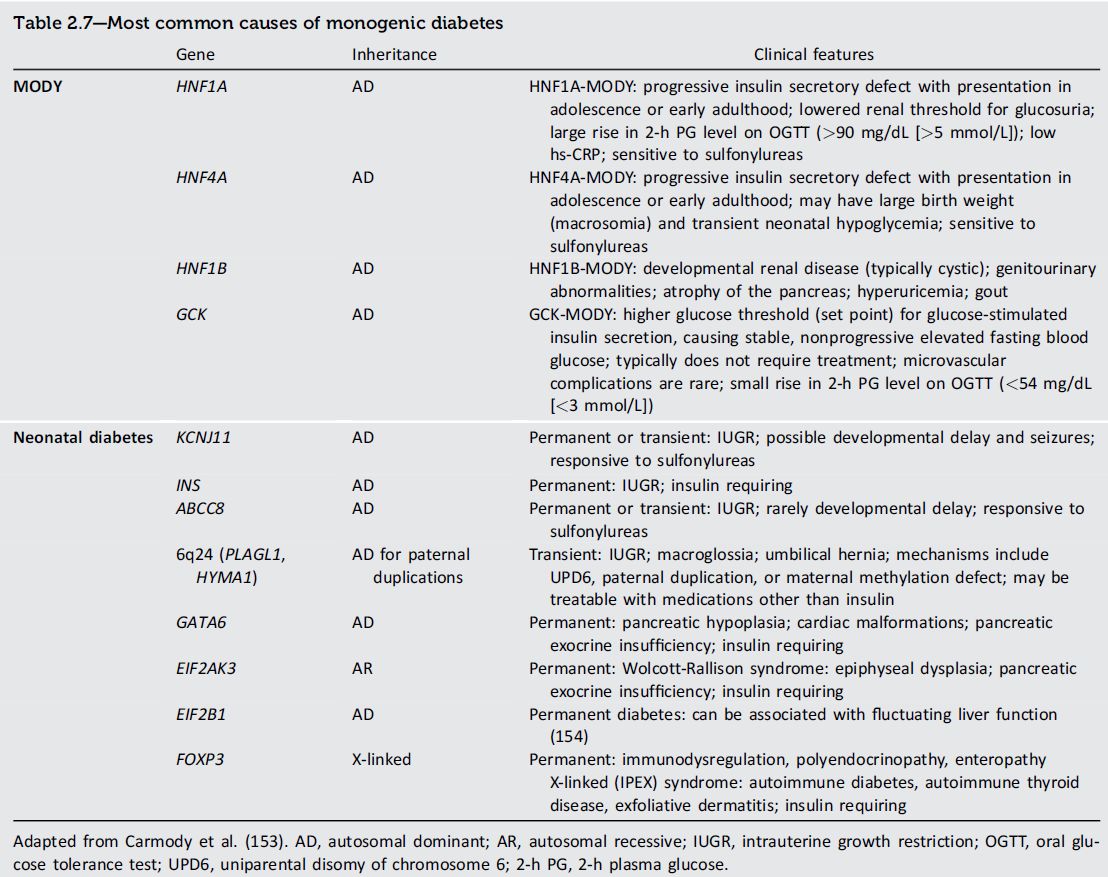 Table 2.7—Most common causes of monogenic diabetes
Gene Inheritance Clinical features
MODY HNF1A AD HNF1A-MODY: progressive insulin secretory defect with presentation in
adolescence or early adulthood; lowered renal threshold for glucosuria;
large rise in 2-h PG level on OGTT (>90 mg/dL [>5 mmol/L]); low
hs-CRP; sensitive to sulfonylureas
HNF4A AD HNF4A-MODY: progressive insulin secretory defect with presentation in
adolescence or early adulthood; may have large birth weight
(macrosomia) and transient neonatal hypoglycemia; sensitive to
sulfonylureas
HNF1B AD HNF1B-MODY: developmental renal disease (typically cystic); genitourinary
abnormalities; atrophy of the pancreas; hyperuricemia; gout
GCK AD GCK-MODY: higher glucose threshold (set point) for glucose-stimulated
insulin secretion, causing stable, nonprogressive elevated fasting blood
glucose; typically does not require treatment; microvascular
complications are rare; small rise in 2-h PG level on OGTT (<54 mg/dL
[<3 mmol/L])
Neonatal diabetes KCNJ11 AD Permanent or transient: IUGR; possible developmental delay and seizures;
responsive to sulfonylureas
INS AD Permanent: IUGR; insulin requiring
ABCC8 AD Permanent or transient: IUGR; rarely developmental delay; responsive to
sulfonylureas
6q24 (PLAGL1, AD for paternal Transient: IUGR; macroglossia; umbilical hernia; mechanisms include
HYMA1) duplications UPD6, paternal duplication, or maternal methylation defect; may be
treatable with medications other than insulin
GATA6 AD Permanent: pancreatic hypoplasia; cardiac malformations; pancreatic
exocrine insufficiency; insulin requiring
EIF2AK3 AR Permanent: Wolcott-Rallison syndrome: epiphyseal dysplasia; pancreatic
exocrine insufficiency; insulin requiring
EIF2B1 AD Permanent diabetes: can be associated with fluctuating liver function
(154)
FOXP3 X-linked Permanent: immunodysregulation, polyendocrinopathy, enteropathy
X-linked (IPEX) syndrome: autoimmune diabetes, autoimmune thyroid
disease, exfoliative dermatitis; insulin requiring
Adapted from Carmody et al. (153). AD, autosomal dominant; AR, autosomal recessive; IUGR, intrauterine growth restriction; OGTT, oral glu-
cose tolerance test; UPD6, uniparental disomy of chromosome 6; 2-h PG, 2-h plasma glucose.